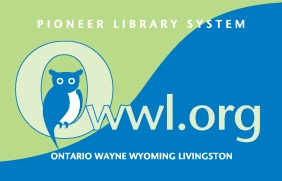 PIONEER LIBRARY SYSTEM
Owwl.org
ONTARIO WAYNE WYOMING LIVINGSTON